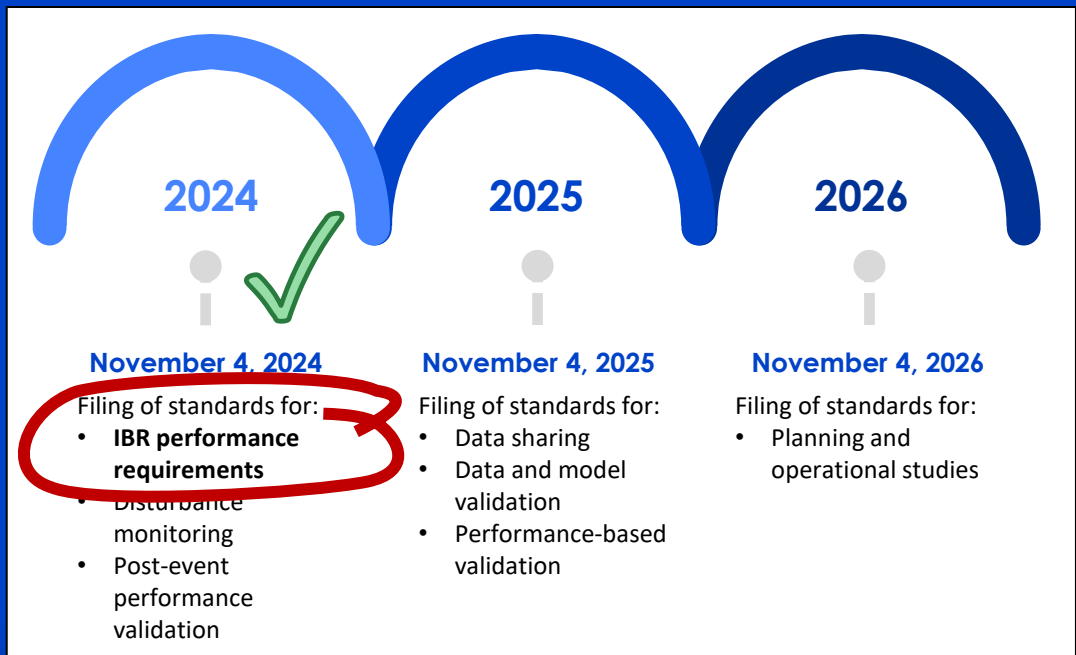 2024
2025
2026
November 4, 2024
November 4, 2025
November 4, 2026
Filing of standards for:
• IBR performance
requirements
• Disturbance
monitoring
• Post-event
performance
validation
Filing of standards for:
• Data sharing
• Data and model
validation
• Performance-based
validation
Filing of standards for:
• Planning and
operational studies